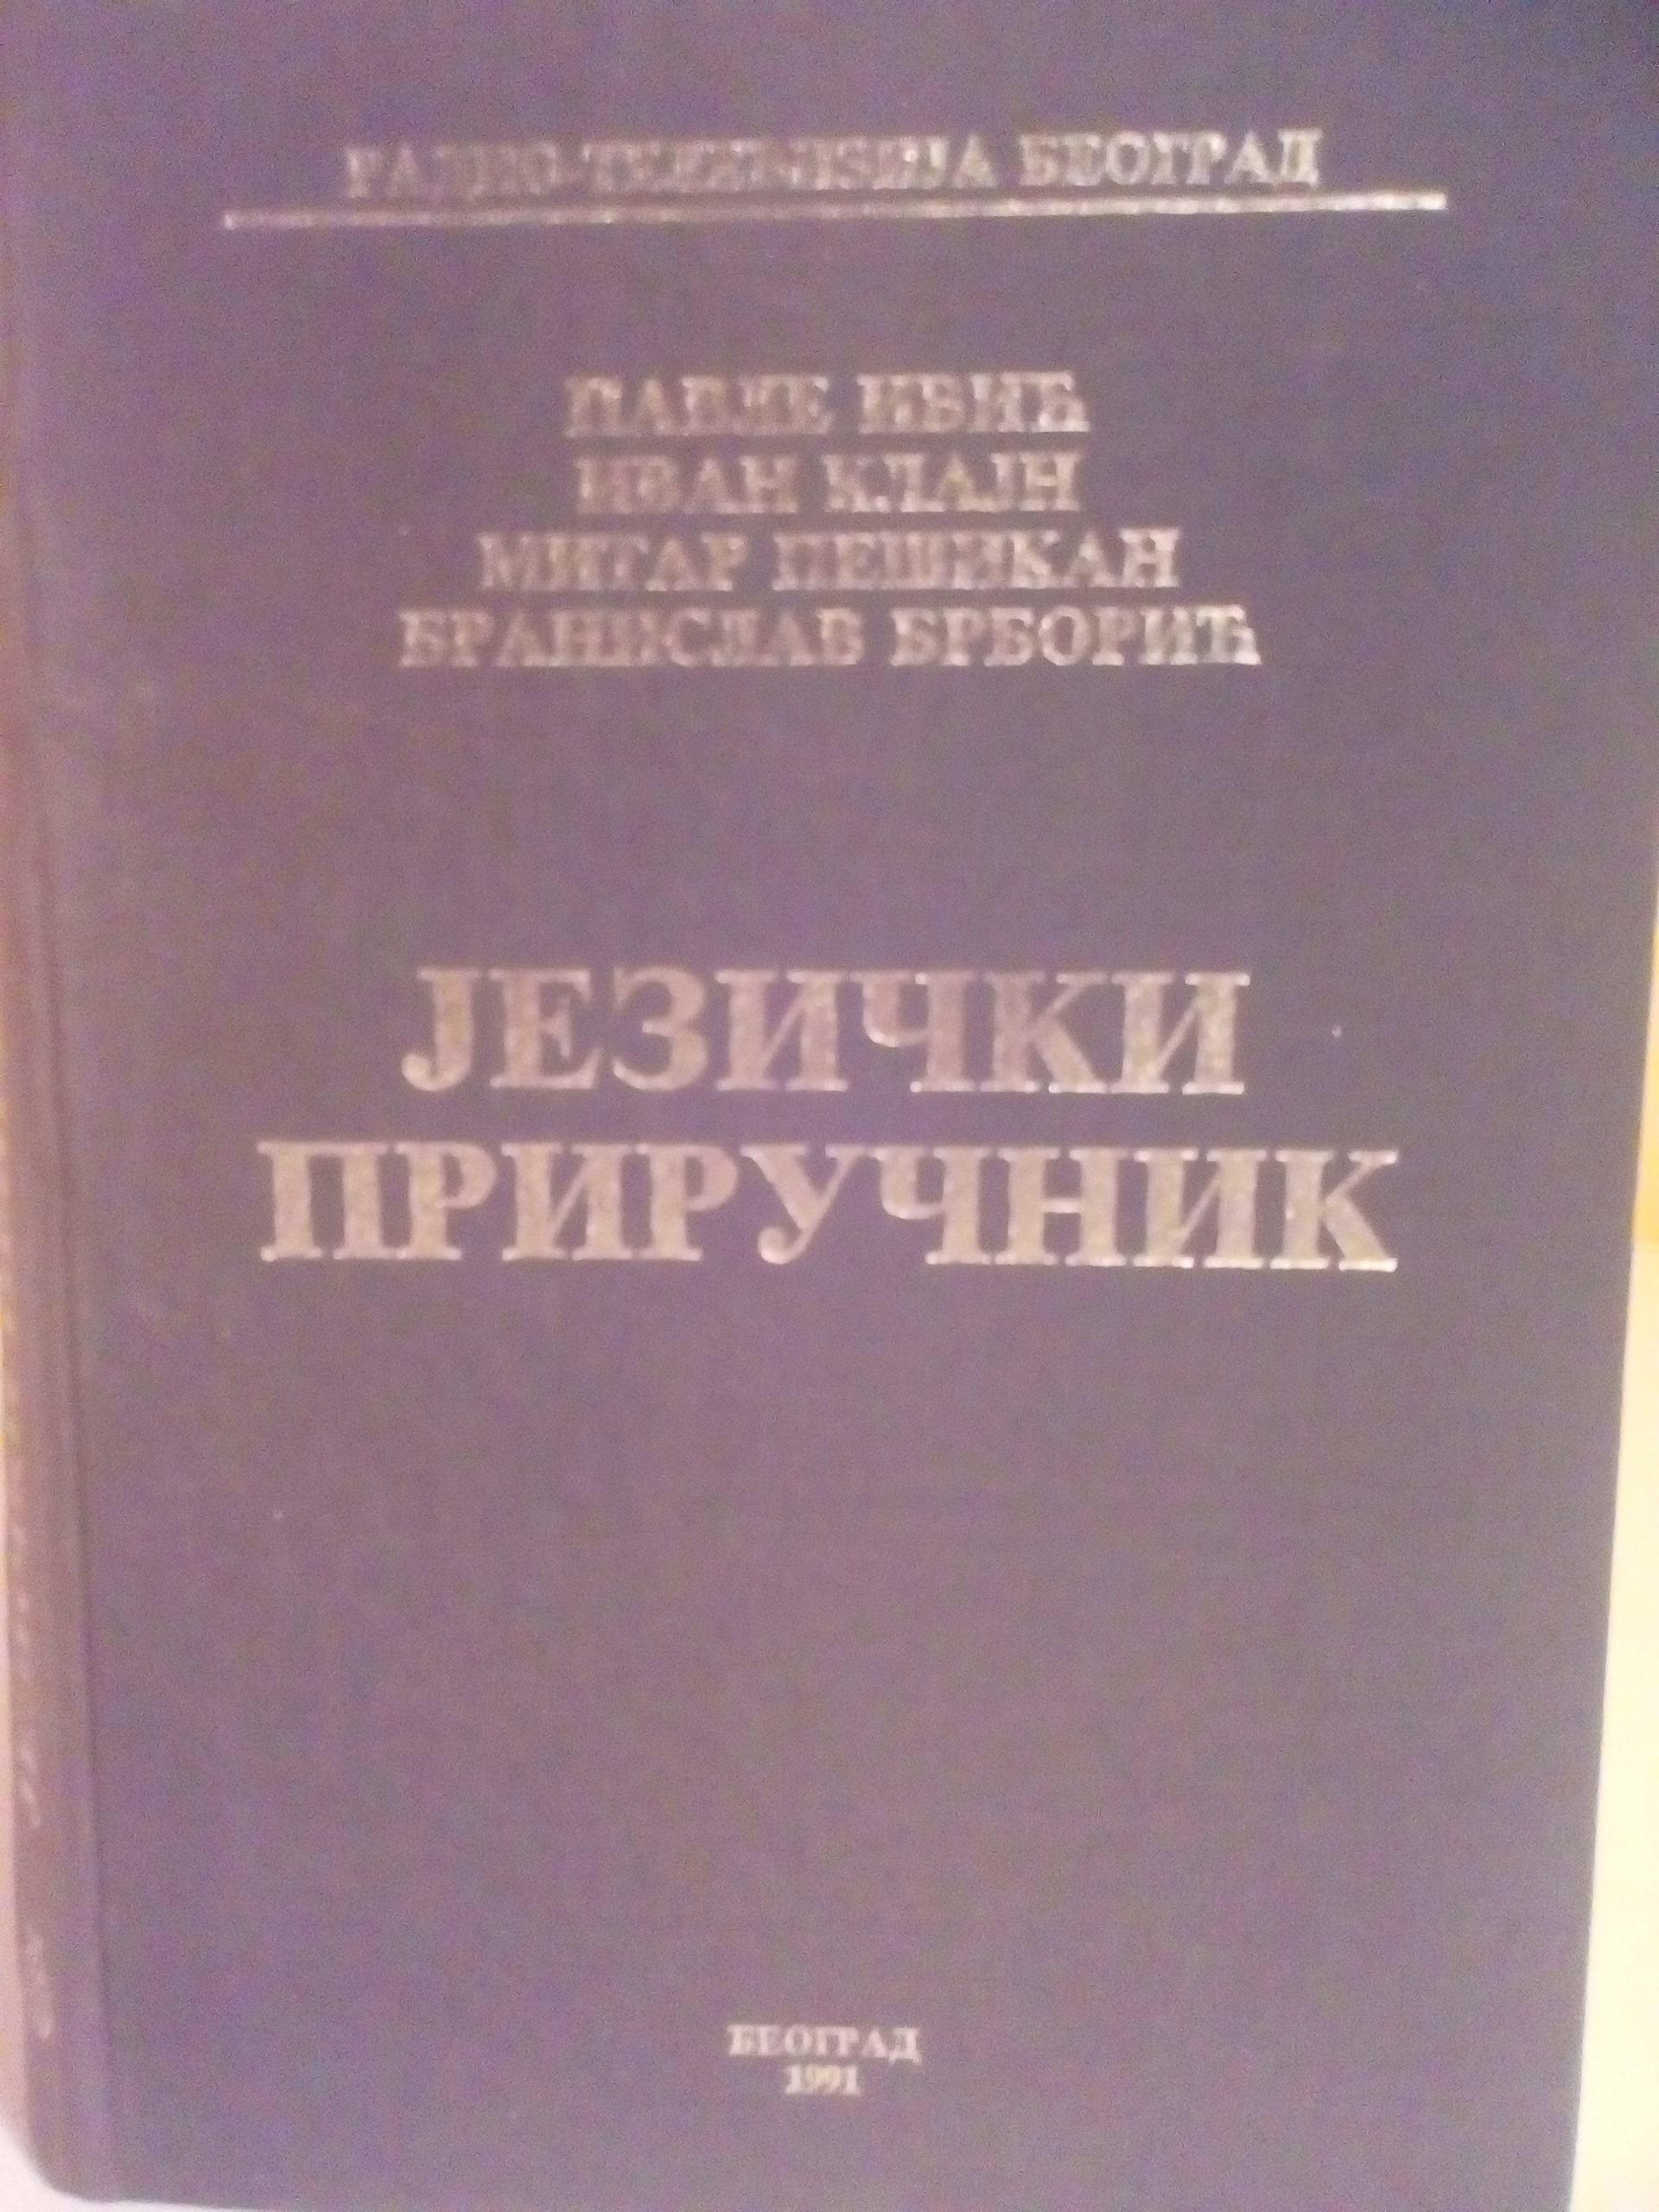 РАДИО-ТЕЛЕВИЗИЈА БЕОГРАД
ПАВЛЕ ИВИЋ
ИВАН КЛАЈН
МИТАР ПЕШИКАН
БРАНИСЛАВ БРБОРИЋ
ЈЕЗИЧКИ
ПРИРУЧНИК
БЕОГРАД
1991